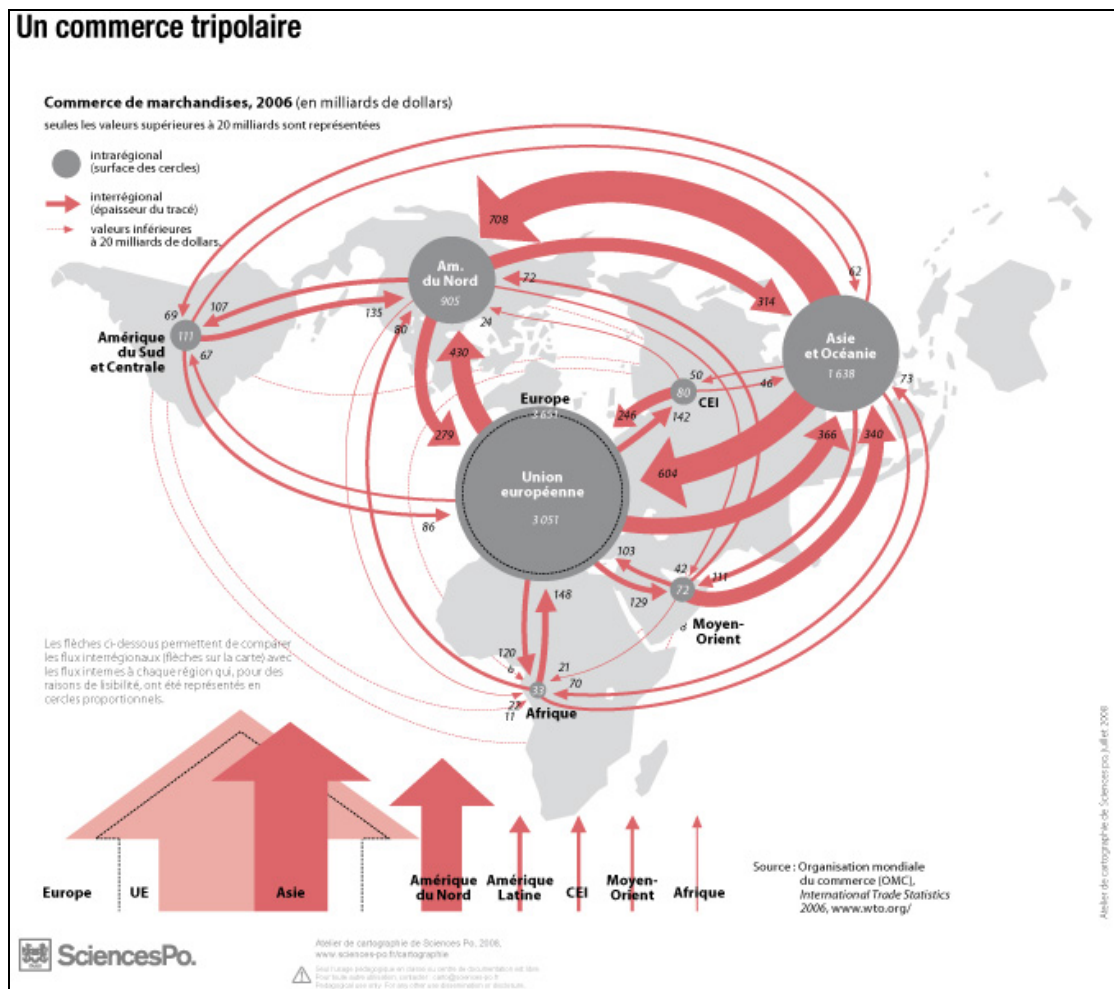 Un commerce tripolaire
Commerce de marchandises, 2006 (en milliards de dollars)
seules les valeurs supérieures à 20 milliards sont représentées
intrarégional
(surface des cercles)
interrégional
(épaisseur du tracé)
valeurs inférieures
à 20 milliards de dollars.
708
62
Am.
du Nord
905
72
314
69
107
135
80
24
111
Amérique
du Sud
et Centrale
67
430
Asie
et Océanie
1 638
50
46
73
80
CEI
Europe
246
142
279
366
340
604
Union
européenne
3 051
86
103
42
111
72
129
148
Moyen-
Orient
120
6
21
70
33
Afrique
11
Les flèches ci-dessous permettent de comparer
les flux interrégionaux (flèches sur la carte) avec
les flux internes à chaque région qui, pour des
raisons de lisibilité, ont été représentés en
cercles proportionnels.
Europe
UE
Asie
Amérique
du Nord
Amérique
Latine
CEI
Moyen-
Orient
Afrique
Source : Organisation mondiale
du commerce (OMC),
International Trade Statistics
2006, www.wto.org/
Atelier de cartographie de Sciences po, juillet 2008
SciencesPo.
Atelier de cartographie de Sciences Po, 2008,
www.sciences-po.fr/cartographie